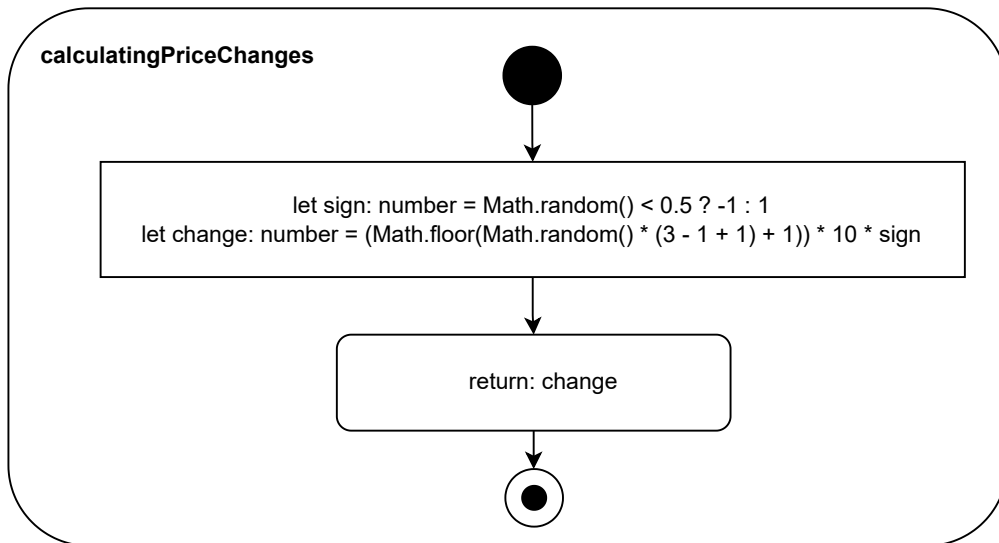 calculatingPriceChanges
let sign: number = Math.random() < 0.5 ? -1 : 1
let change: number = (Math.floor(Math.random() * (3 - 1 + 1) + 1)) * 10 * sign
return: change